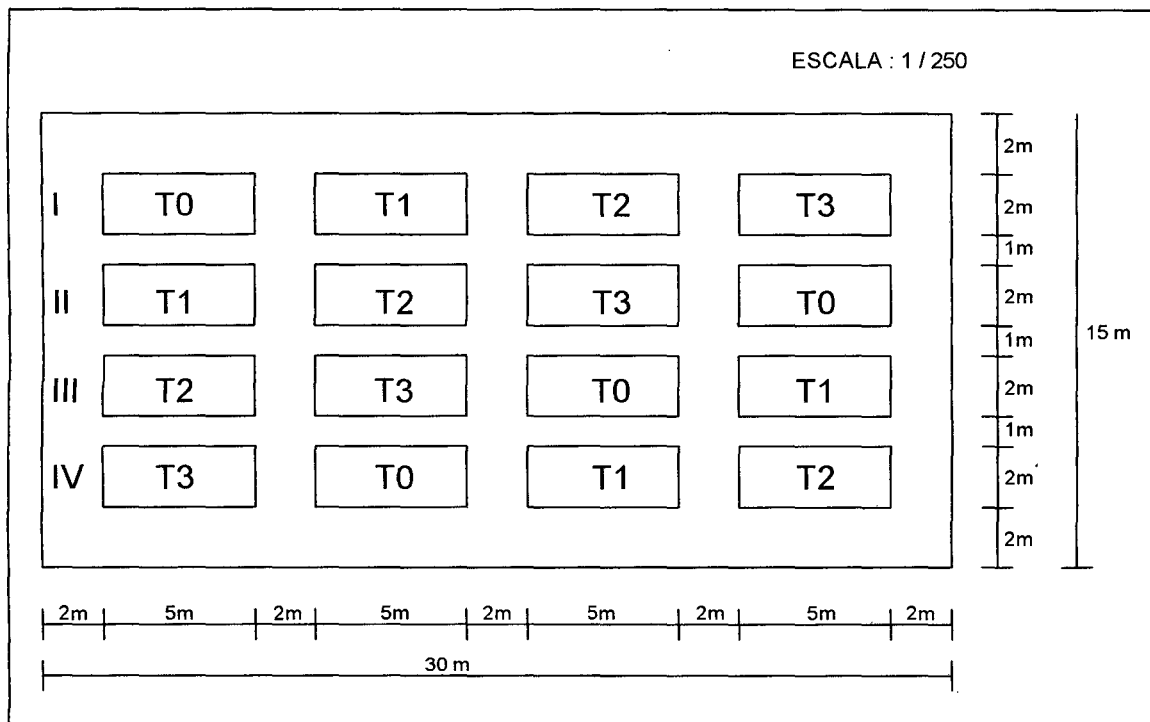 ESCALA : 1 / 250
2m
I T0 T1 T2 T3 2m
1m
II T1 T2 T3 T0 2m
1m
15 m
III T2 T3 T0 T1 2m
1m
IV T3 T0 T1 T2 2m
2m
2m 5m 2m 5m 2m 5m 2m 5m 2m
30 m